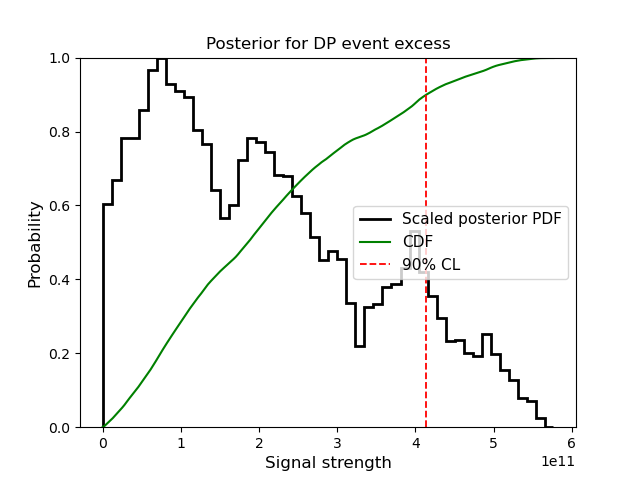 Posterior for DP event excess
1.0
0.8
0.6
0.4
0.2
0.0
Probability
Scaled posterior PDF
CDF
90% CL
0
1
2
3
4
5
6
1e11
Signal strength